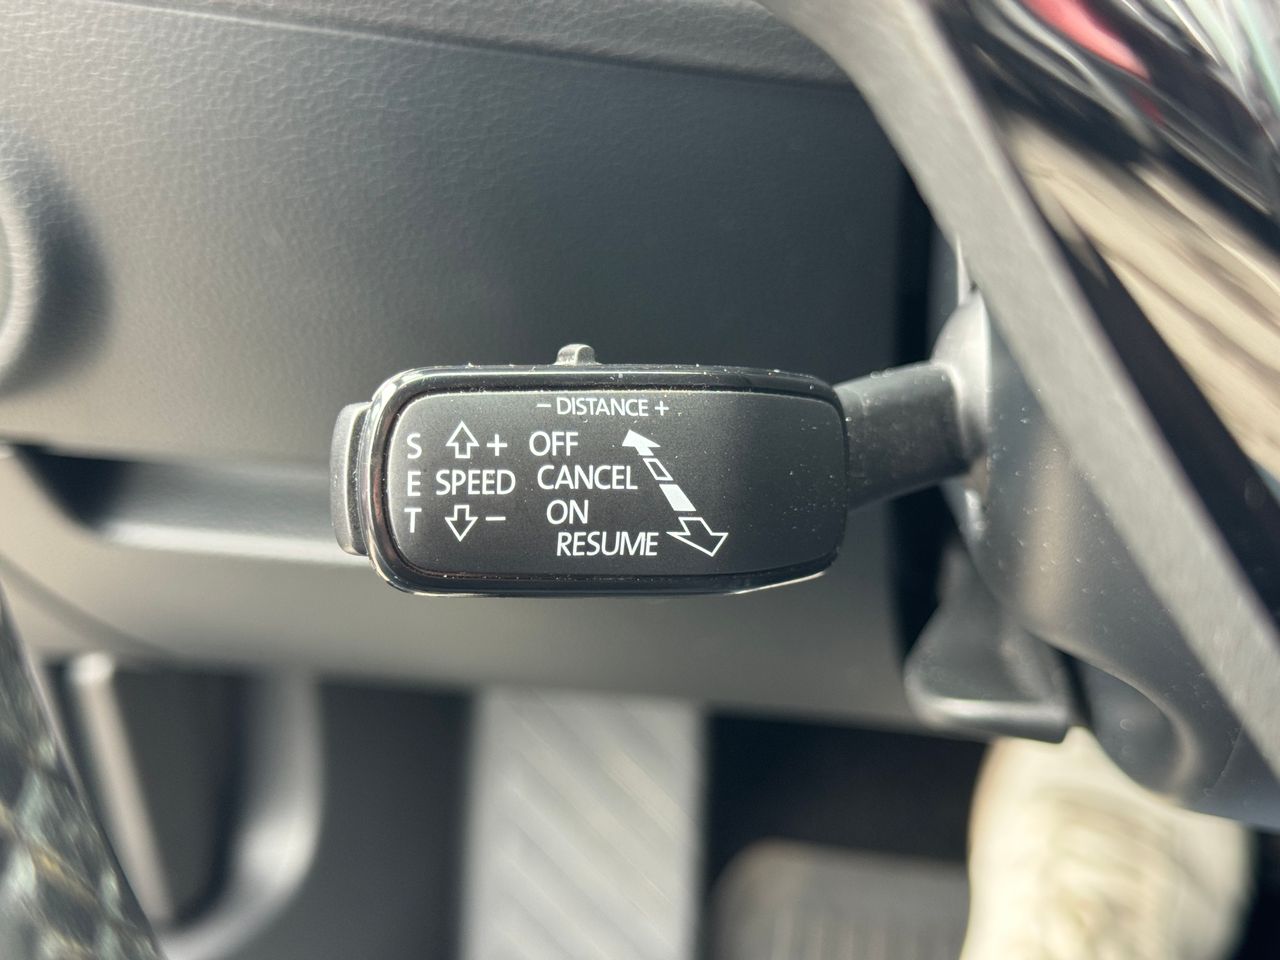 − DISTANCE +
S + OFF
E SPEED CANCEL
T − ON
RESUME